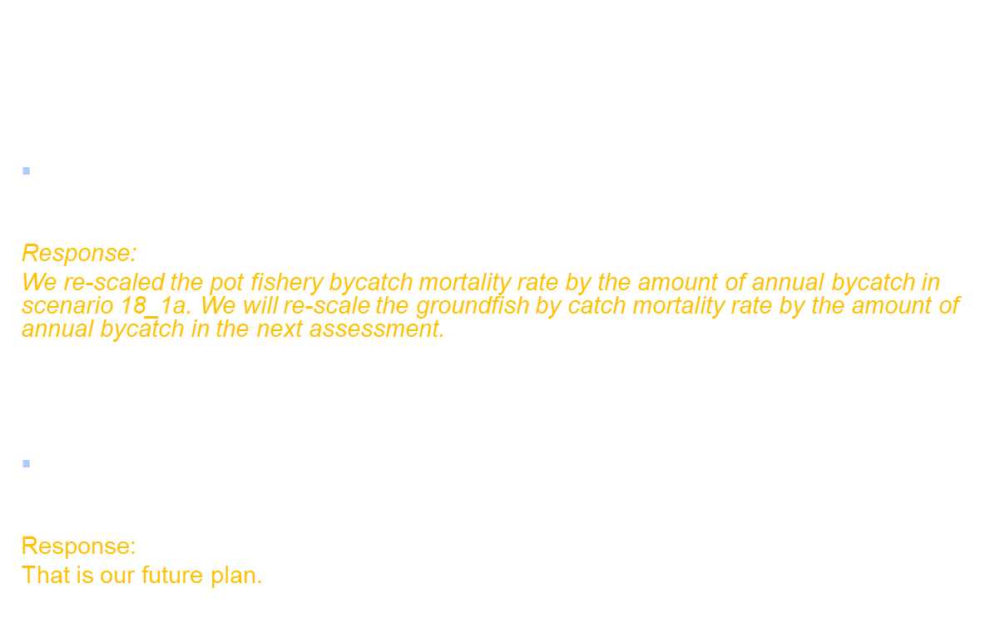 Response:
We re-scaled the pot fishery bycatch mortality rate by the amount of annual bycatch in
scenario 18_1a. We will re-scale the groundfish by catch mortality rate by the amount of
annual bycatch in the next assessment.
Response:
That is our future plan.